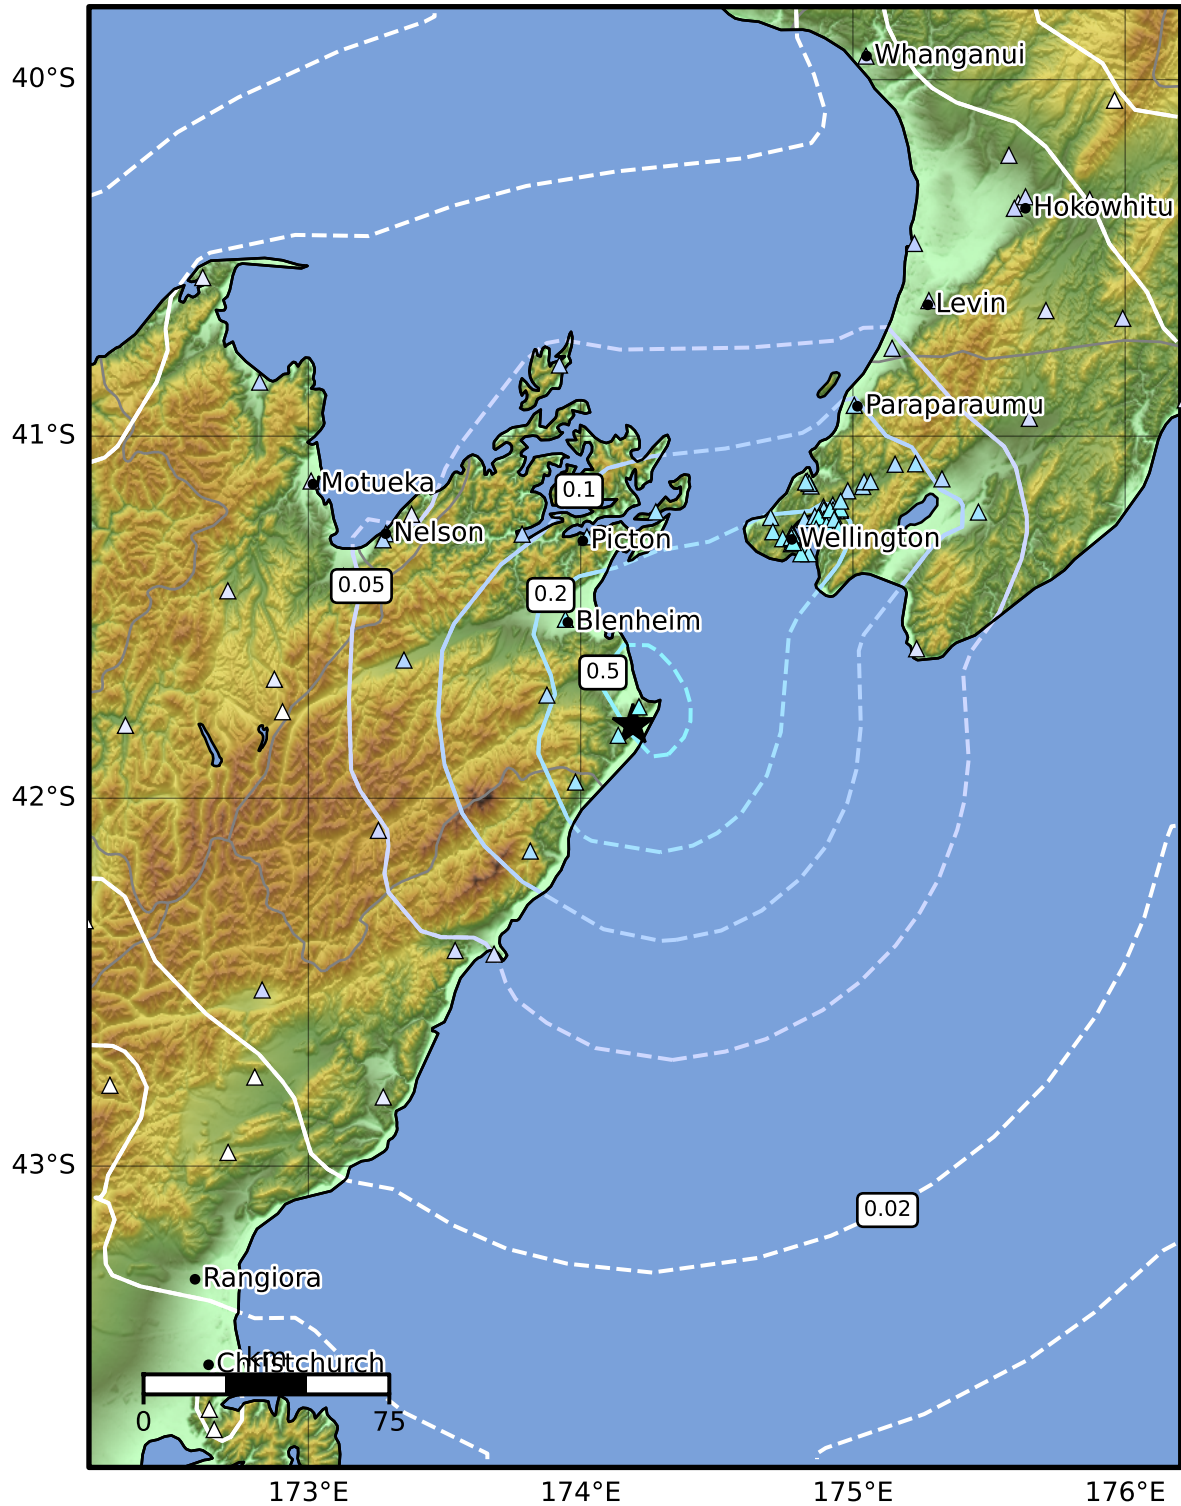 Whanganui
40°S
Hokowhitu
Levin
Paraparaumu
41°S
Motueka
0.1
Nelson
Picton
Wellington
0.05
0.2
Blenheim
0.5
42°S
43°S
0.02
Rangiora
km
Christchurch
0
75
173°E
174°E
175°E
176°E